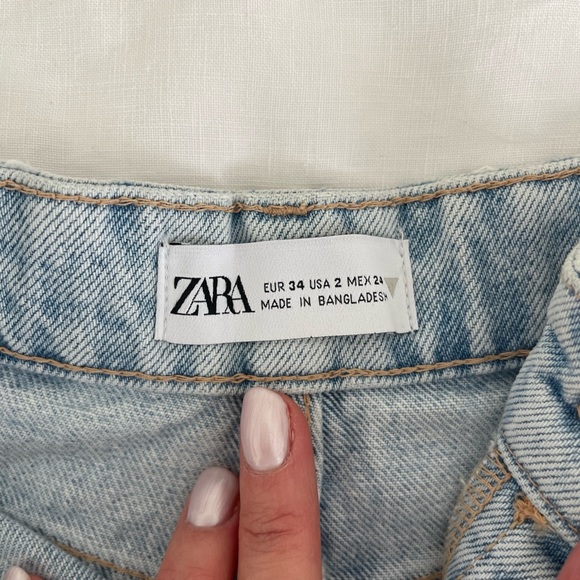 ZARA
EUR 34 USA 2 MEX 24
MADE IN BANGLADESH